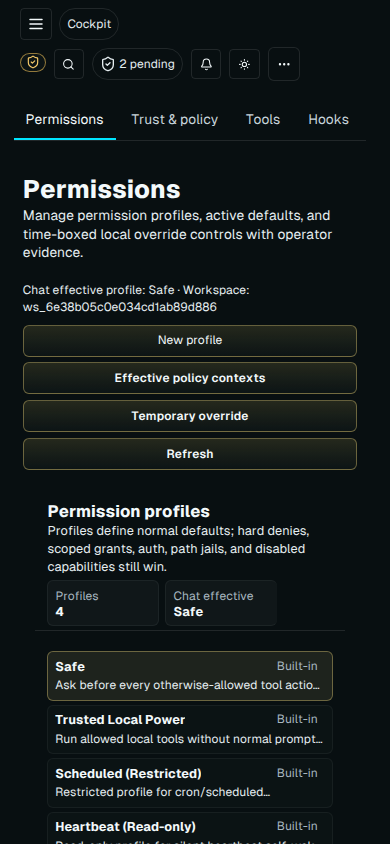 Cockpit
2 pending
Permissions Trust & policy Tools Hooks
Permissions
Manage permission profiles, active defaults, and
time-boxed local override controls with operator
evidence.
Chat effective profile: Safe · Workspace:
ws_6e38b05c0e034cd1ab89d886
New profile
Effective policy contexts
Temporary override
Refresh
Permission profiles
Profiles define normal defaults; hard denies,
scoped grants, auth, path jails, and disabled
capabilities still win.
Profiles Chat effective
4 Safe
Safe Built-in
Ask before every otherwise-allowed tool actio...
Trusted Local Power Built-in
Run allowed local tools without normal prompt...
Scheduled (Restricted) Built-in
Restricted profile for cron/scheduled...
Heartbeat (Read-only) Built-in